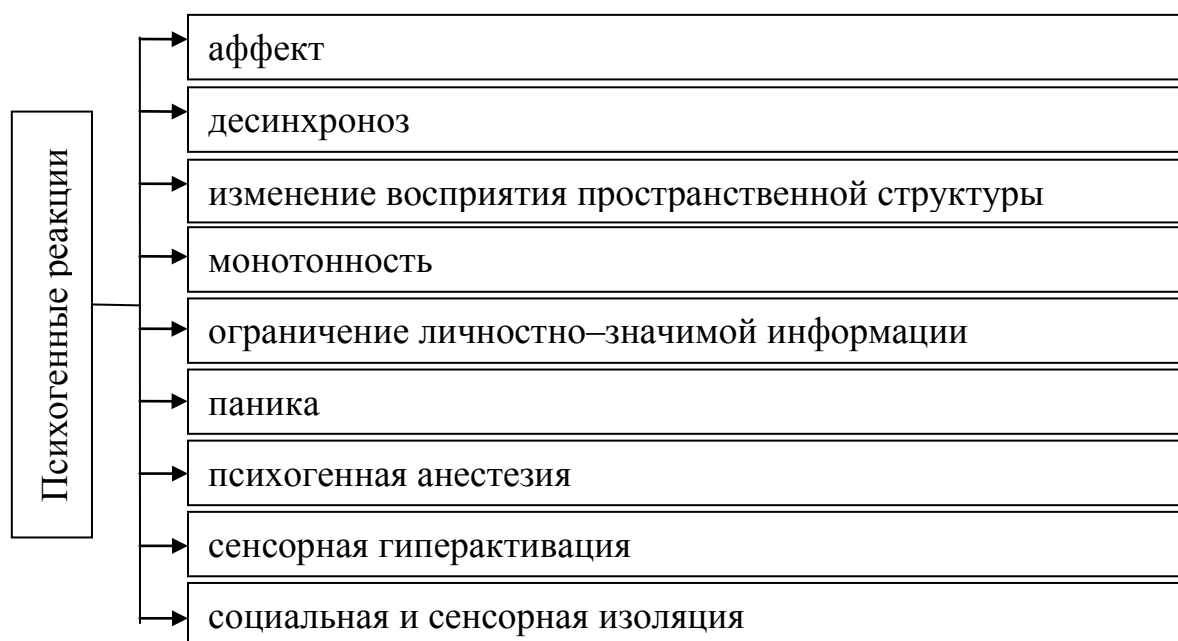 Психогенные реакции
аффект
десинхроноз
изменение восприятия пространственной структуры
монотонность
ограничение личностно–значимой информации
паника
психогенная анестезия
сенсорная гиперактивация
социальная и сенсорная изоляция